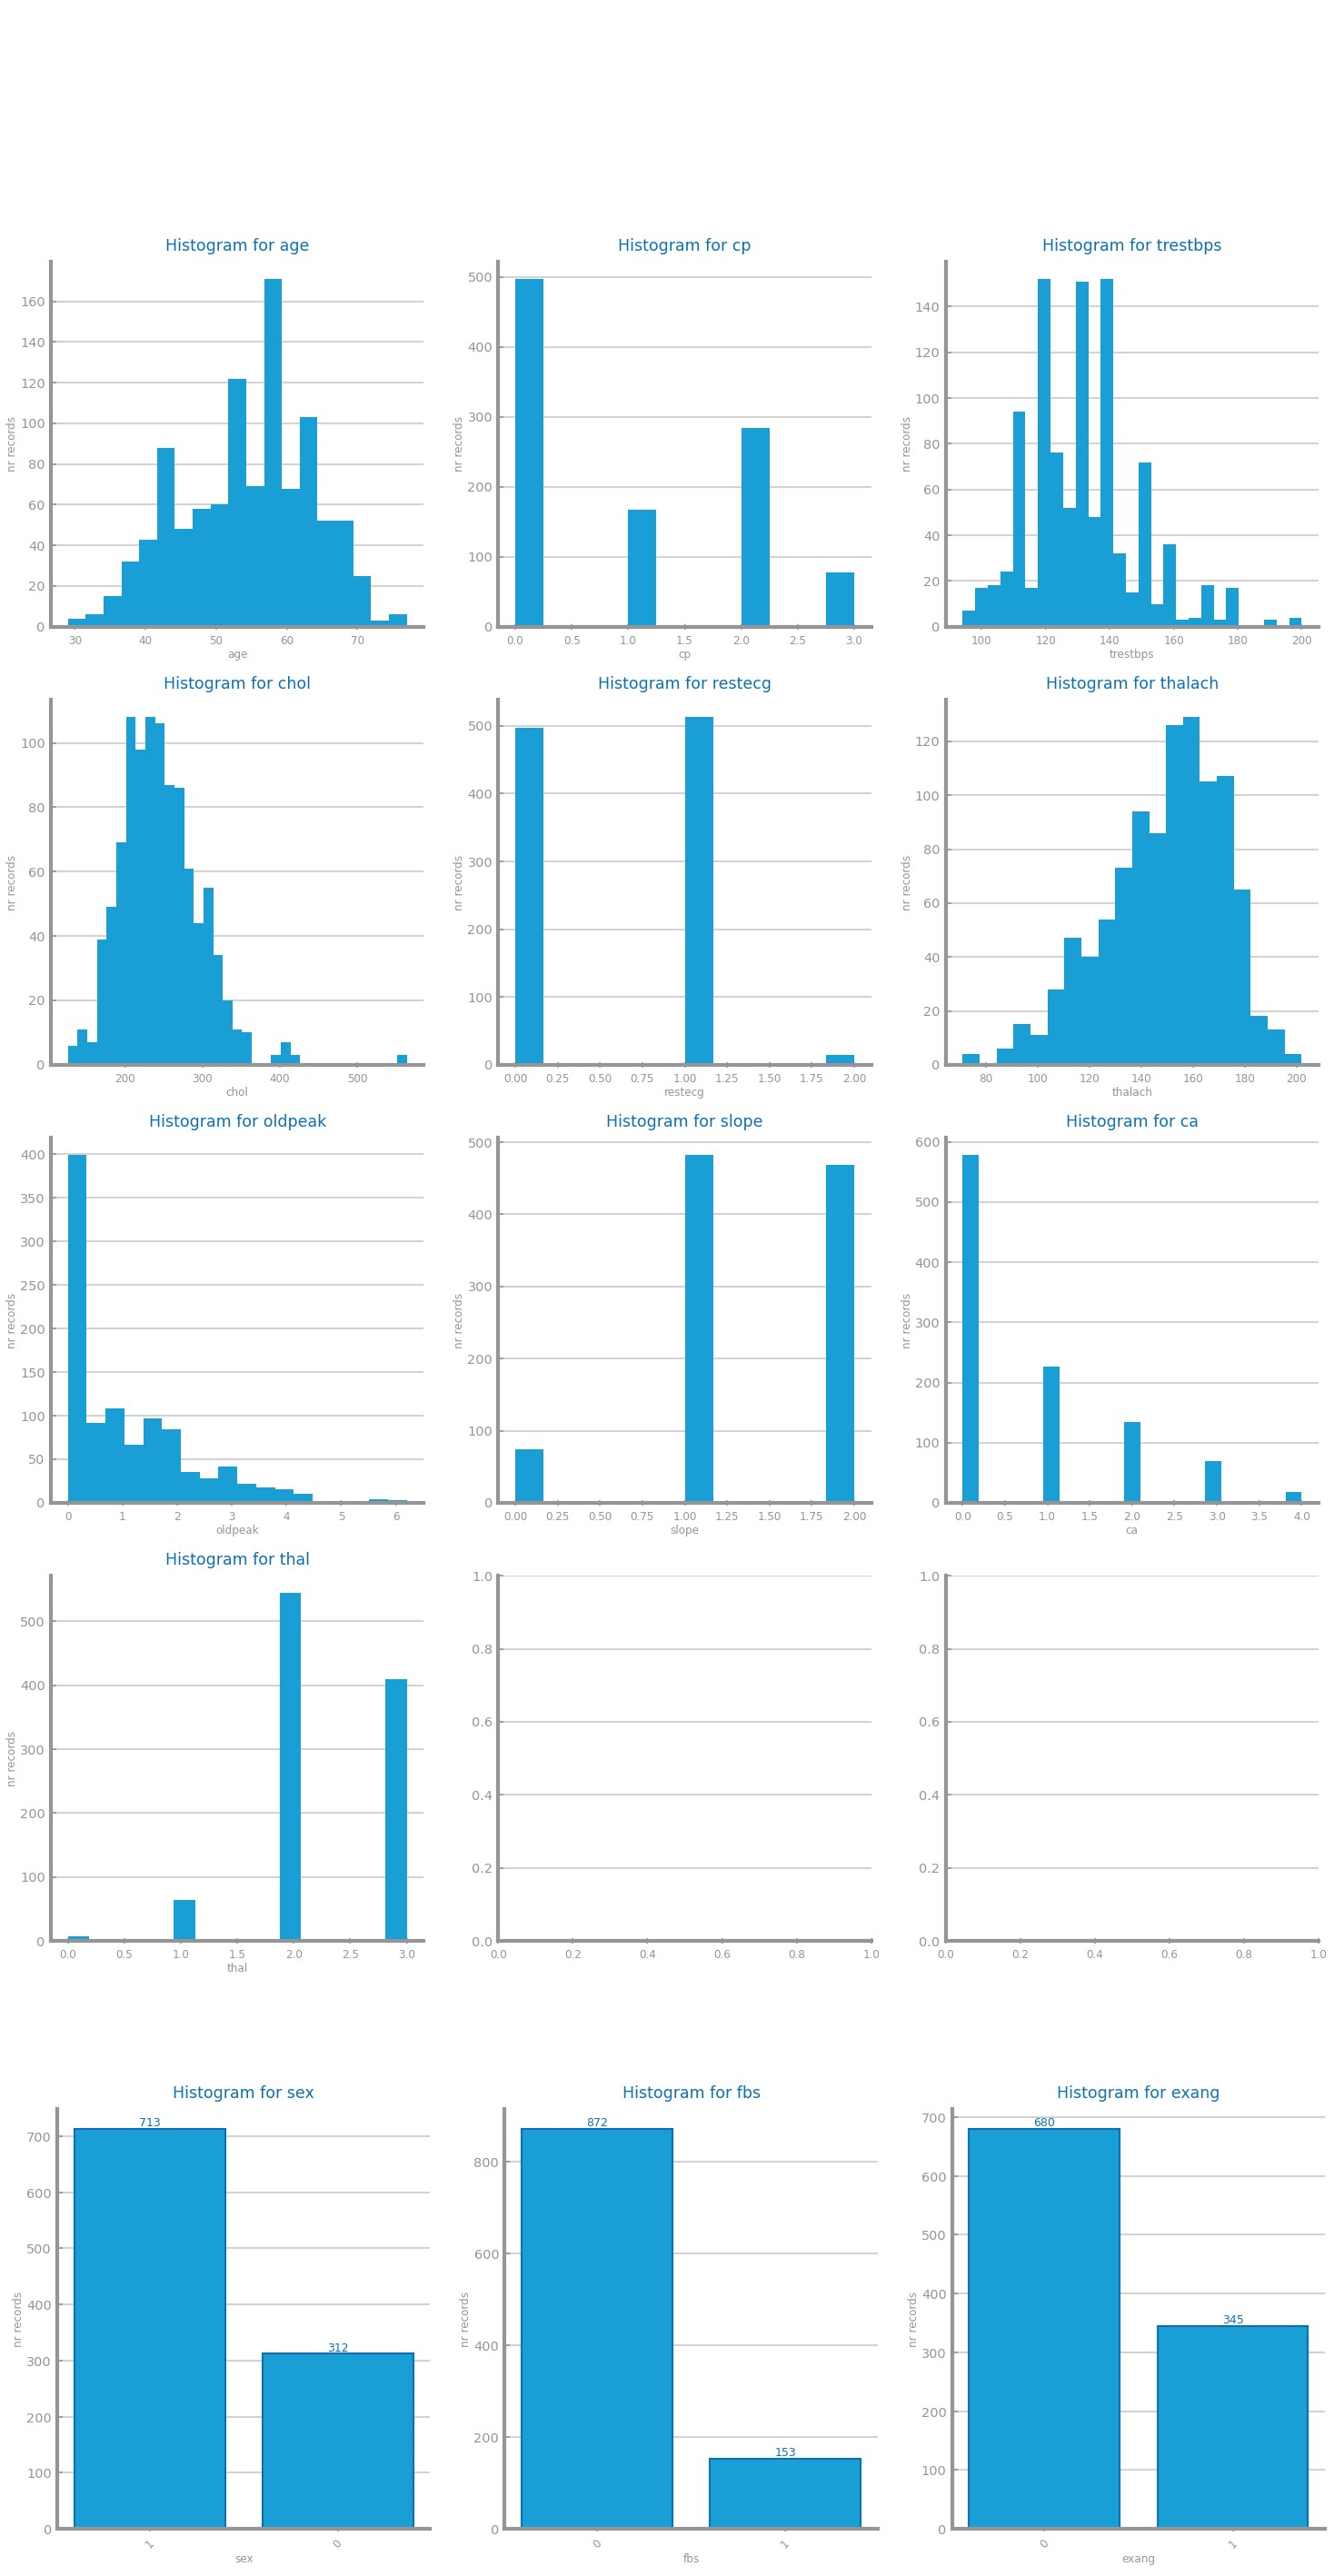 Histogram for age Histogram for cp Histogram for trestbps
nr records
160
140
120
100
80
60
40
20
0
30 40 50 60 70
age
nr records
500
400
300
200
100
0
0.0 0.5 1.0 1.5 2.0 2.5 3.0
cp
nr records
140
120
100
80
60
40
20
0
100 120 140 160 180 200
trestbps
Histogram for chol Histogram for restecg Histogram for thalach
nr records
100
80
60
40
20
0
200 300 400 500
chol
nr records
500
400
300
200
100
0
0.00 0.25 0.50 0.75 1.00 1.25 1.50 1.75 2.00
restecg
nr records
120
100
80
60
40
20
0
80 100 120 140 160 180 200
thalach
Histogram for oldpeak Histogram for slope Histogram for ca
nr records
400
350
300
250
200
150
100
50
0
0 1 2 3 4 5 6
oldpeak
nr records
500
400
300
200
100
0
0.00 0.25 0.50 0.75 1.00 1.25 1.50 1.75 2.00
slope
nr records
600
500
400
300
200
100
0
0.0 0.5 1.0 1.5 2.0 2.5 3.0 3.5 4.0
ca
Histogram for thal
nr records
500
400
300
200
100
0
0.0 0.5 1.0 1.5 2.0 2.5 3.0
thal
1.0
0.8
0.6
0.4
0.2
0.0
0.0 0.2 0.4 0.6 0.8 1.0
1.0
0.8
0.6
0.4
0.2
0.0
0.0 0.2 0.4 0.6 0.8 1.0
Histogram for sex Histogram for fbs Histogram for exang
nr records
700
600
500
400
300
200
100
0
713
312
1 0
sex
nr records
800
600
400
200
0
872
153
0 1
fbs
nr records
700
600
500
400
300
200
100
0
680
345
0 1
exang